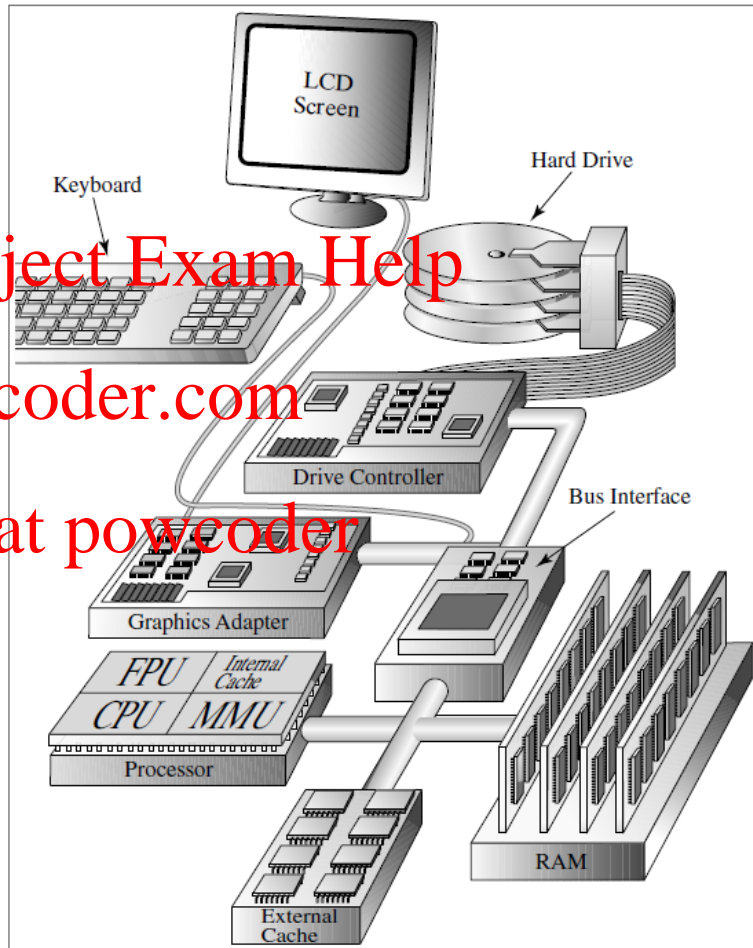 LCD
Screen
Hard Drive
Keyboard
ject Exam Help
coder.com
Drive Controller
Bus Interface
at powcoder
Graphics Adapter
FPU
Internal
Cache
CPU
MMU
Processor
RAM
External
Cache